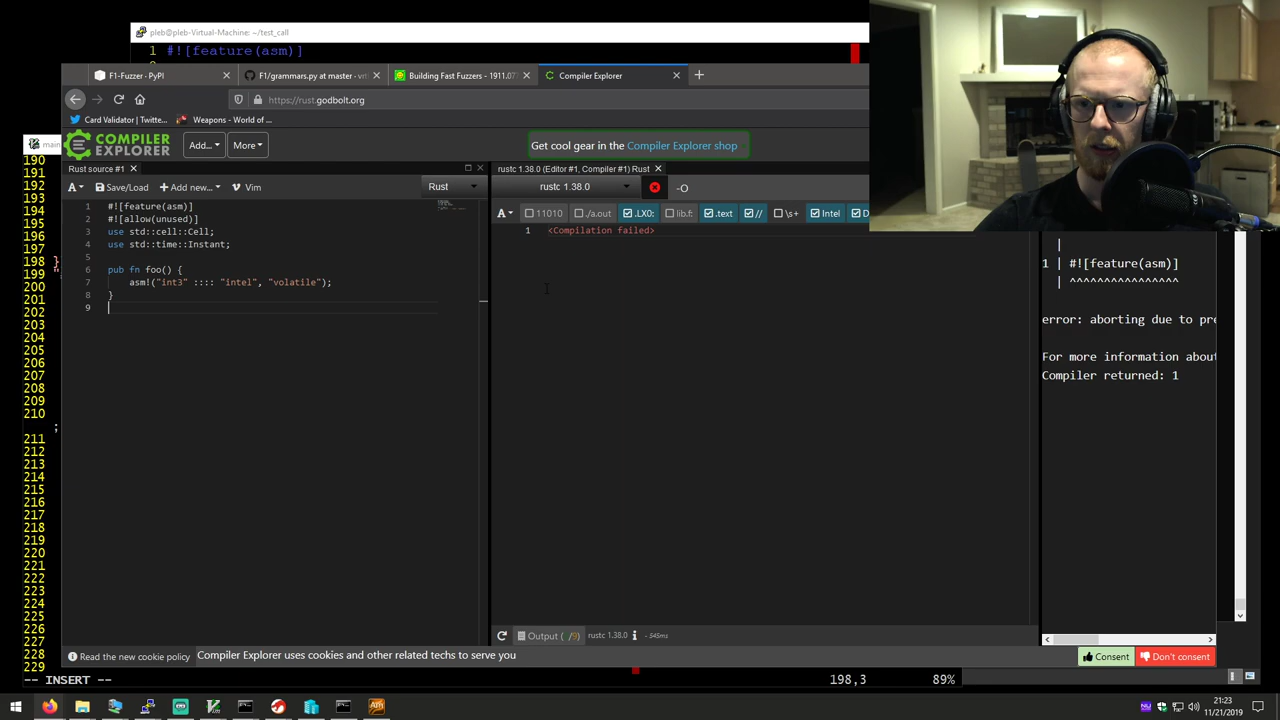 pleb@pleb-Virtual-Machine: ~/test_call
1 #![feature(asm)]
F1-Fuzzer · PyPI
F1/grammars.py at master · vrt
Building Fast Fuzzers - 1911.07
Compiler Explorer
https://rust.godbolt.org
Card Validator | Twitte...
Weapons - World of ...
main
COMPILER EXPLORER
Add...
More
Get cool gear in the Compiler Explorer shop
Rust source #1
rustc 1.38.0 (Editor #1, Compiler #1) Rust
A
Save/Load
Add new...
Vim
Rust
rustc 1.38.0
-O
A
11010
./a.out
.LX0:
lib.f:
.text
//
\s+
Intel
D
1 #![feature(asm)]
2 #![allow(unused)]
3 use std::cell::Cell;
4 use std::time::Instant;
5
6 pub fn foo() {
7 asm!("int3" :::: "intel", "volatile");
8 }
9
1 <Compilation failed>
190
191
192
193
194
195
196
197
198 }
199
200
201
202
203
204
205
206
207
208
209
210
;
211
212
213
214
215
216
217
218
219
220
221
222
223
224
225
226
227
228
229
|
1 | #![feature(asm)]
| ^^^^^^^^^^^^^^^^
error: aborting due to pre
For more information about
Compiler returned: 1
Output ( /9)
rustc 1.38.0
- 545ms
Read the new cookie policy
Compiler Explorer uses cookies and other related techs to serve you
Consent
Don't consent
-- INSERT --
198,3
89%
21:23
11/21/2019